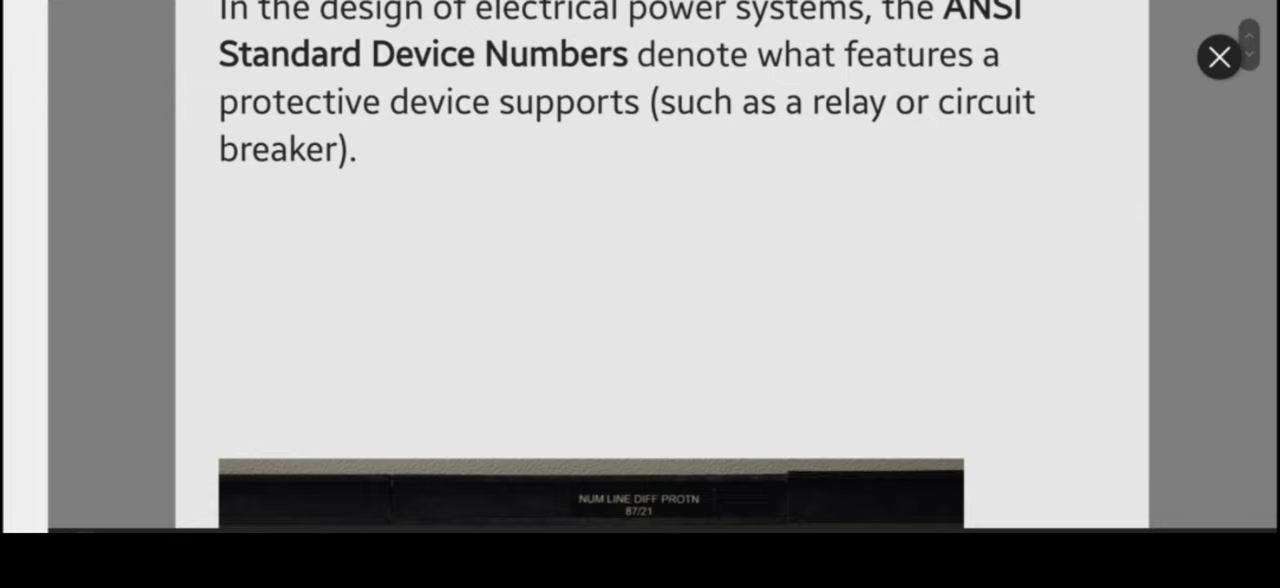 In the design of electrical power systems, the ANSI
Standard Device Numbers denote what features a
protective device supports (such as a relay or circuit
breaker).
NUM LINE DIFF PROTN
87/21